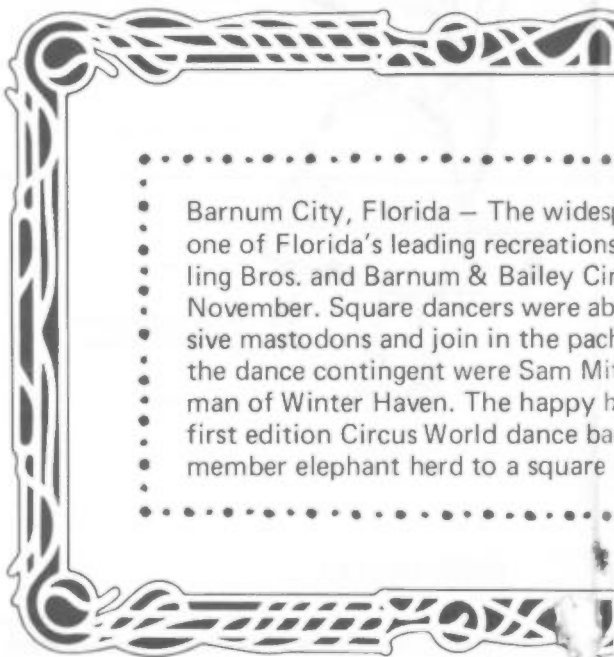 Barnum City, Florida — The widesp
one of Florida's leading recreations
ling Bros. and Barnum & Bailey Cir
November. Square dancers were ab
sive mastodons and join in the pach
the dance contingent were Sam Mit
man of Winter Haven. The happy h
first edition Circus World dance ba
member elephant herd to a square